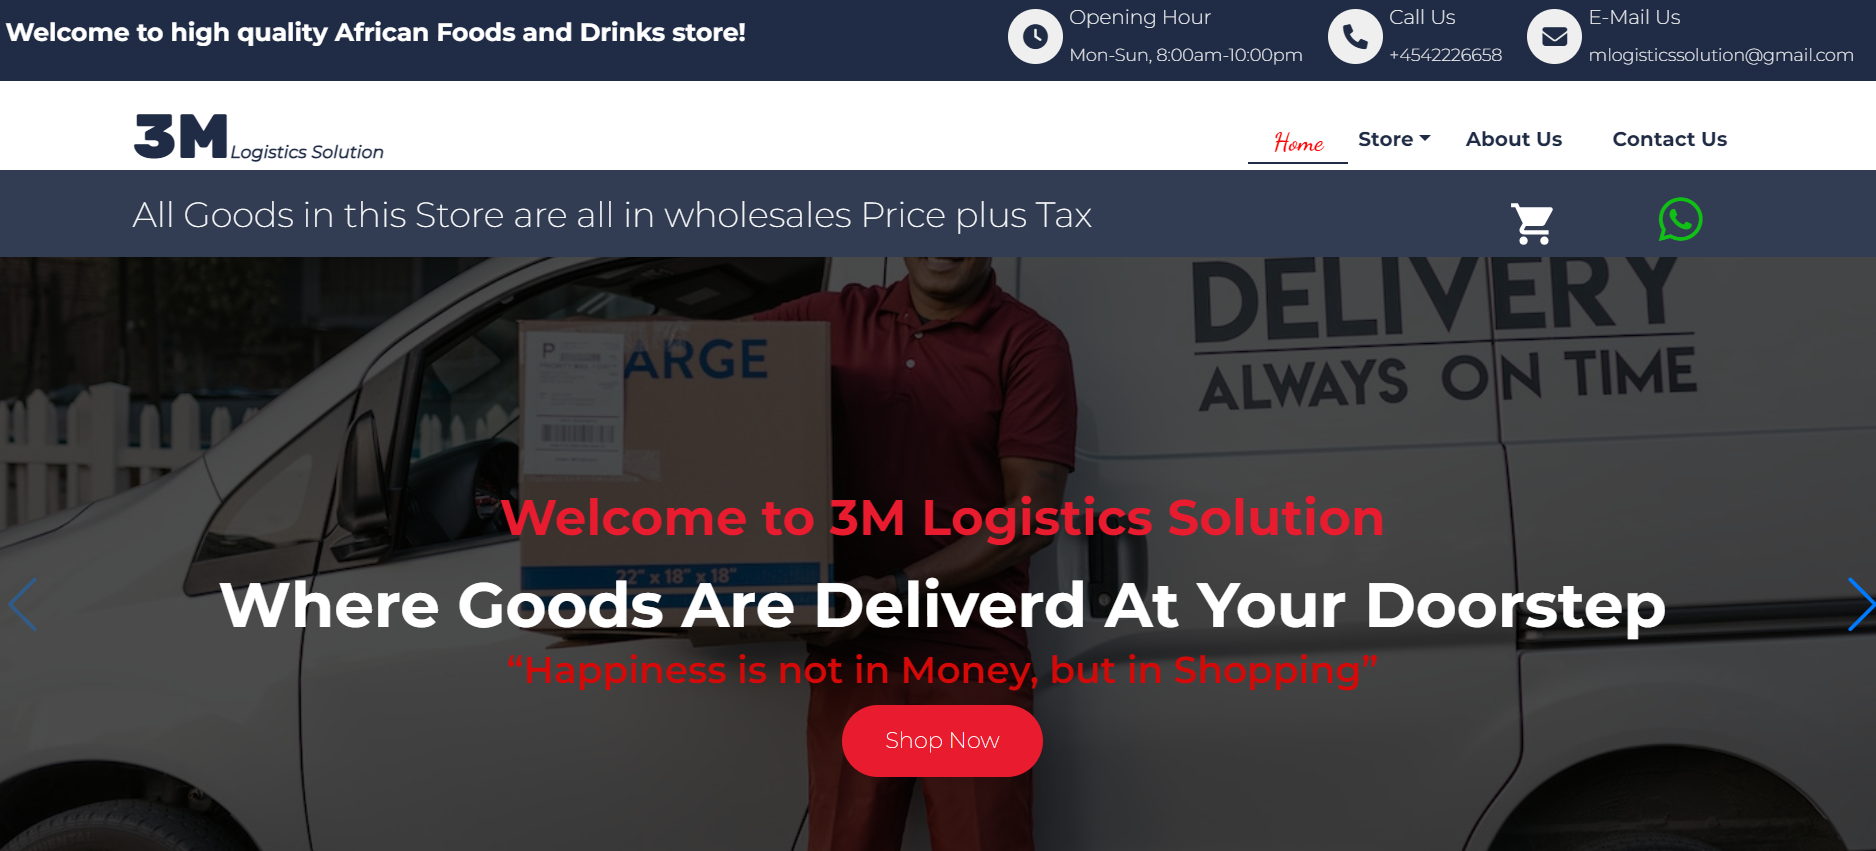 Welcome to high quality African Foods and Drinks store!
Opening Hour
Mon-Sun, 8:00am-10:00pm
Call Us
+4542226658
E-Mail Us
mlogisticssolution@gmail.com
3M Logistics Solution
Home
Store
About Us
Contact Us
All Goods in this Store are all in wholesales Price plus Tax
DELIVERY
ALWAYS ON TIME
P
ARGE
22" x 18" x 18"
Welcome to 3M Logistics Solution
Where Goods Are Deliverd At Your Doorstep
“Happiness is not in Money, but in Shopping”
Shop Now